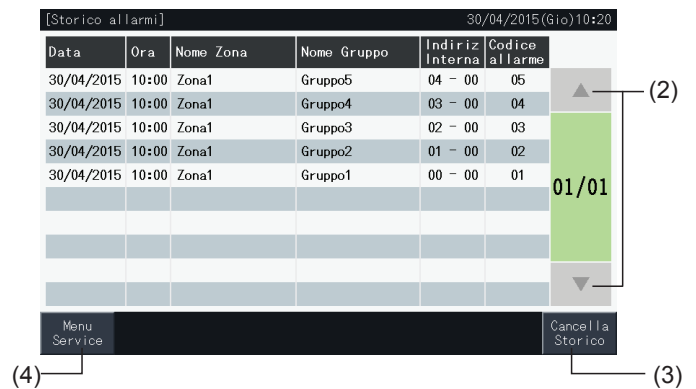 [Storico allarmi] 30/04/2015(Gio)10:20
Data Ora Nome Zona Nome Gruppo Indiriz Interna Codice allarme
30/04/2015 10:00 Zona1 Gruppo5 04 - 00 05
30/04/2015 10:00 Zona1 Gruppo4 03 - 00 04
30/04/2015 10:00 Zona1 Gruppo3 02 - 00 03
30/04/2015 10:00 Zona1 Gruppo2 01 - 00 02
30/04/2015 10:00 Zona1 Gruppo1 00 - 00 01
(2)
01/01
Menu
Service
Cancella
Storico
(4)
(3)